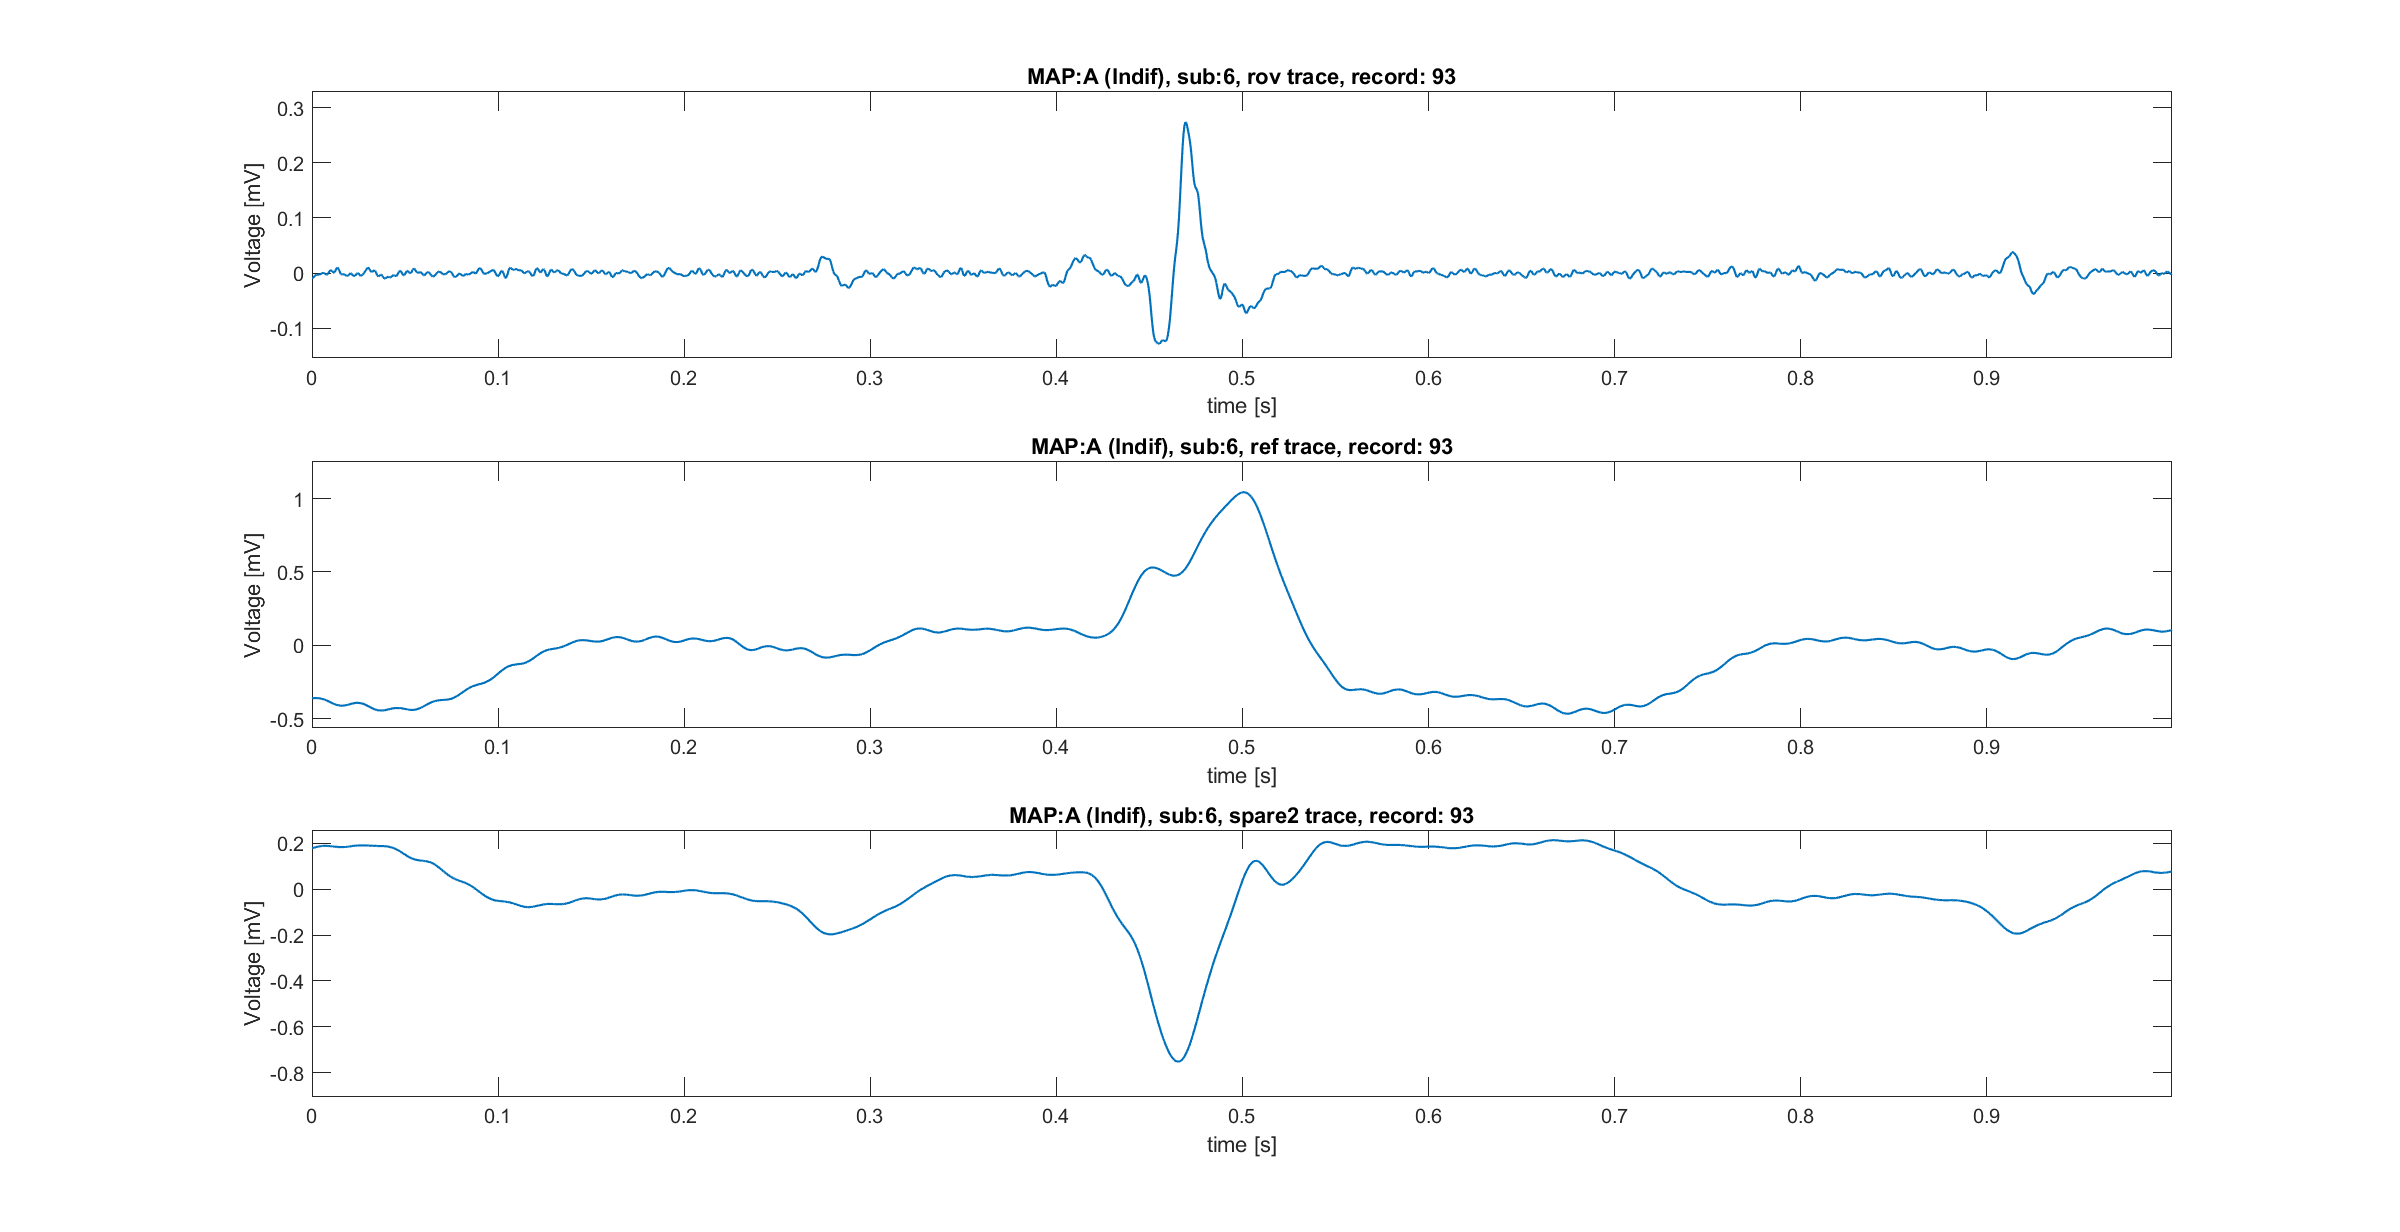 MAP:A (Indif), sub:6, rov trace, record: 93
Voltage [mV]
0.3
0.2
0.1
0
-0.1
0 0.1 0.2 0.3 0.4 0.5 0.6 0.7 0.8 0.9
time [s]
MAP:A (Indif), sub:6, ref trace, record: 93
Voltage [mV]
1
0.5
0
-0.5
0 0.1 0.2 0.3 0.4 0.5 0.6 0.7 0.8 0.9
time [s]
MAP:A (Indif), sub:6, spare2 trace, record: 93
Voltage [mV]
0.2
0
-0.2
-0.4
-0.6
-0.8
0 0.1 0.2 0.3 0.4 0.5 0.6 0.7 0.8 0.9
time [s]